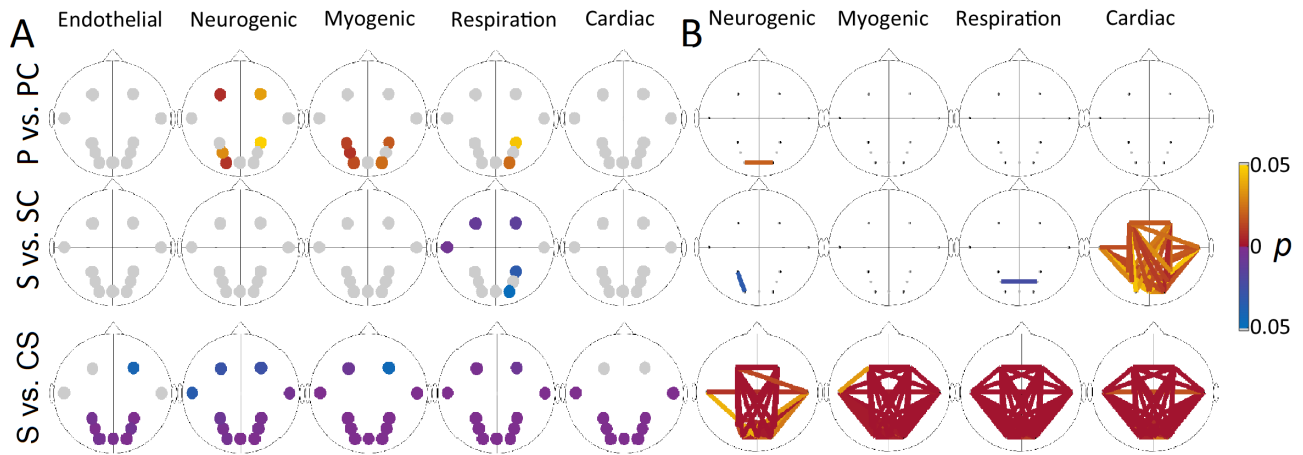 A Endothelial Neurogenic Myogenic Respiration Cardiac B Neurogenic Myogenic Respiration Cardiac
P vs. PC
S vs. SC
S vs. CS
0.05
0 p
0.05